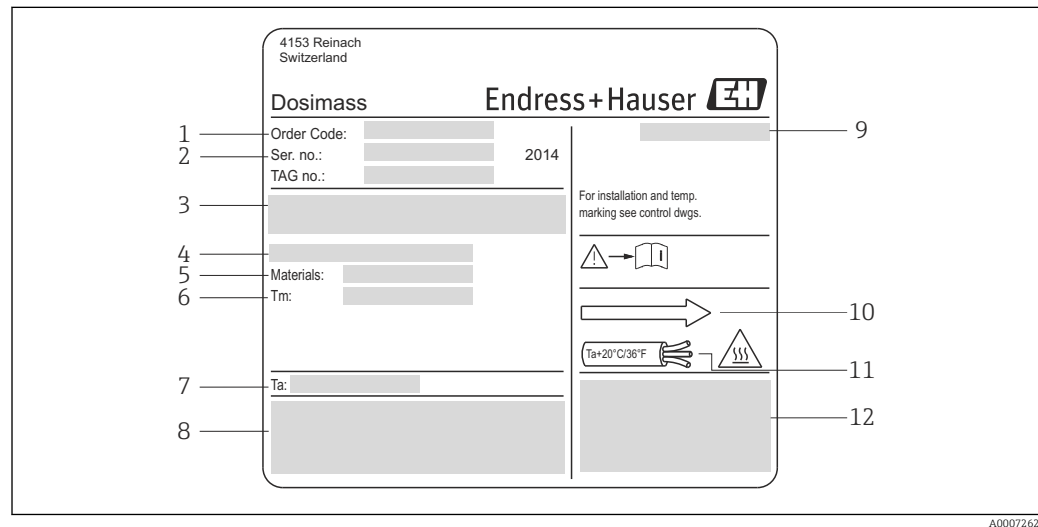 4153 Reinach
Switzerland
Dosimass
Endress+Hauser EH
1
Order Code:
2
Ser. no.:
2014
TAG no.:
3
4
5
Materials:
6
Tm:
7
Ta:
8
9
For installation and temp.
marking see control dwgs.
10
Ta+20°C/36°F
11
12
A0007262